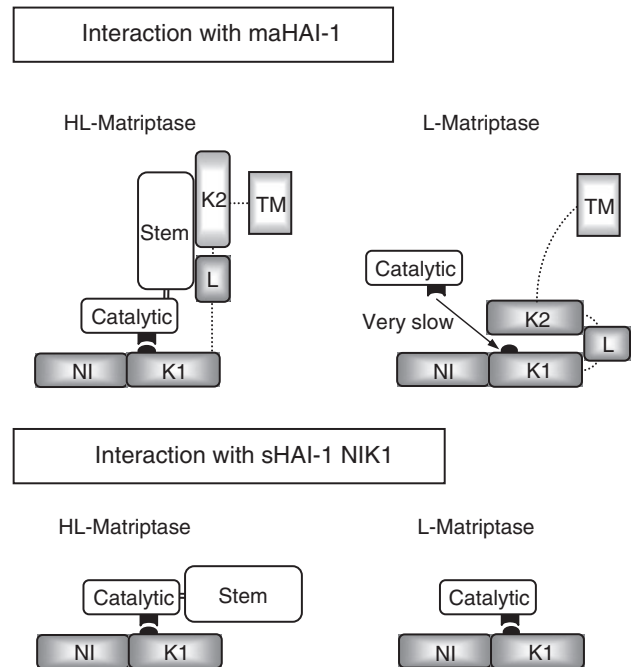 Interaction with maHAI-1
HL-Matriptase
L-Matriptase
K2
TM
Stem
L
Catalytic
NI
K1
TM
Catalytic
Very slow
K2
L
NI
K1
Interaction with sHAI-1 NIK1
HL-Matriptase
L-Matriptase
Catalytic
Stem
NI
K1
Catalytic
NI
K1